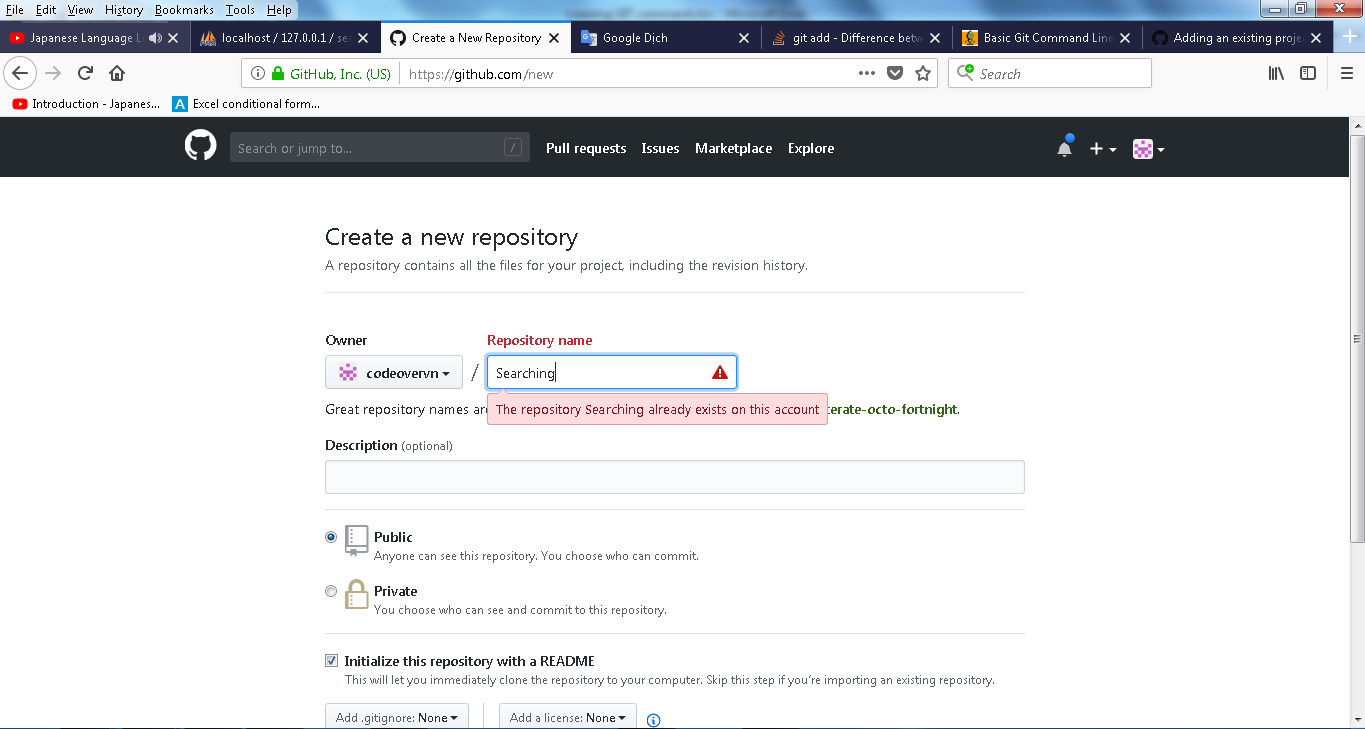 File Edit View History Bookmarks Tools Help
Japanese Language L
localhost / 127.0.0.1 / se
Create a New Repository
Google Dịch
git add - Difference betw
Basic Git Command Line
Adding an existing proje
GitHub, Inc. (US)
https://github.com/new
Search
Introduction - Japanes...
Excel conditional form...
Search or jump to...
/
Pull requests
Issues
Marketplace
Explore
Create a new repository
A repository contains all the files for your project, including the revision history.
Owner
Repository name
codeovervn
/
Searching
Great repository names are
The repository Searching already exists on this account
terate-octo-fortnight.
Description (optional)
Public
Anyone can see this repository. You choose who can commit.
Private
You choose who can see and commit to this repository.
Initialize this repository with a README
This will let you immediately clone the repository to your computer. Skip this step if you're importing an existing repository.
Add .gitignore: None
Add a license: None